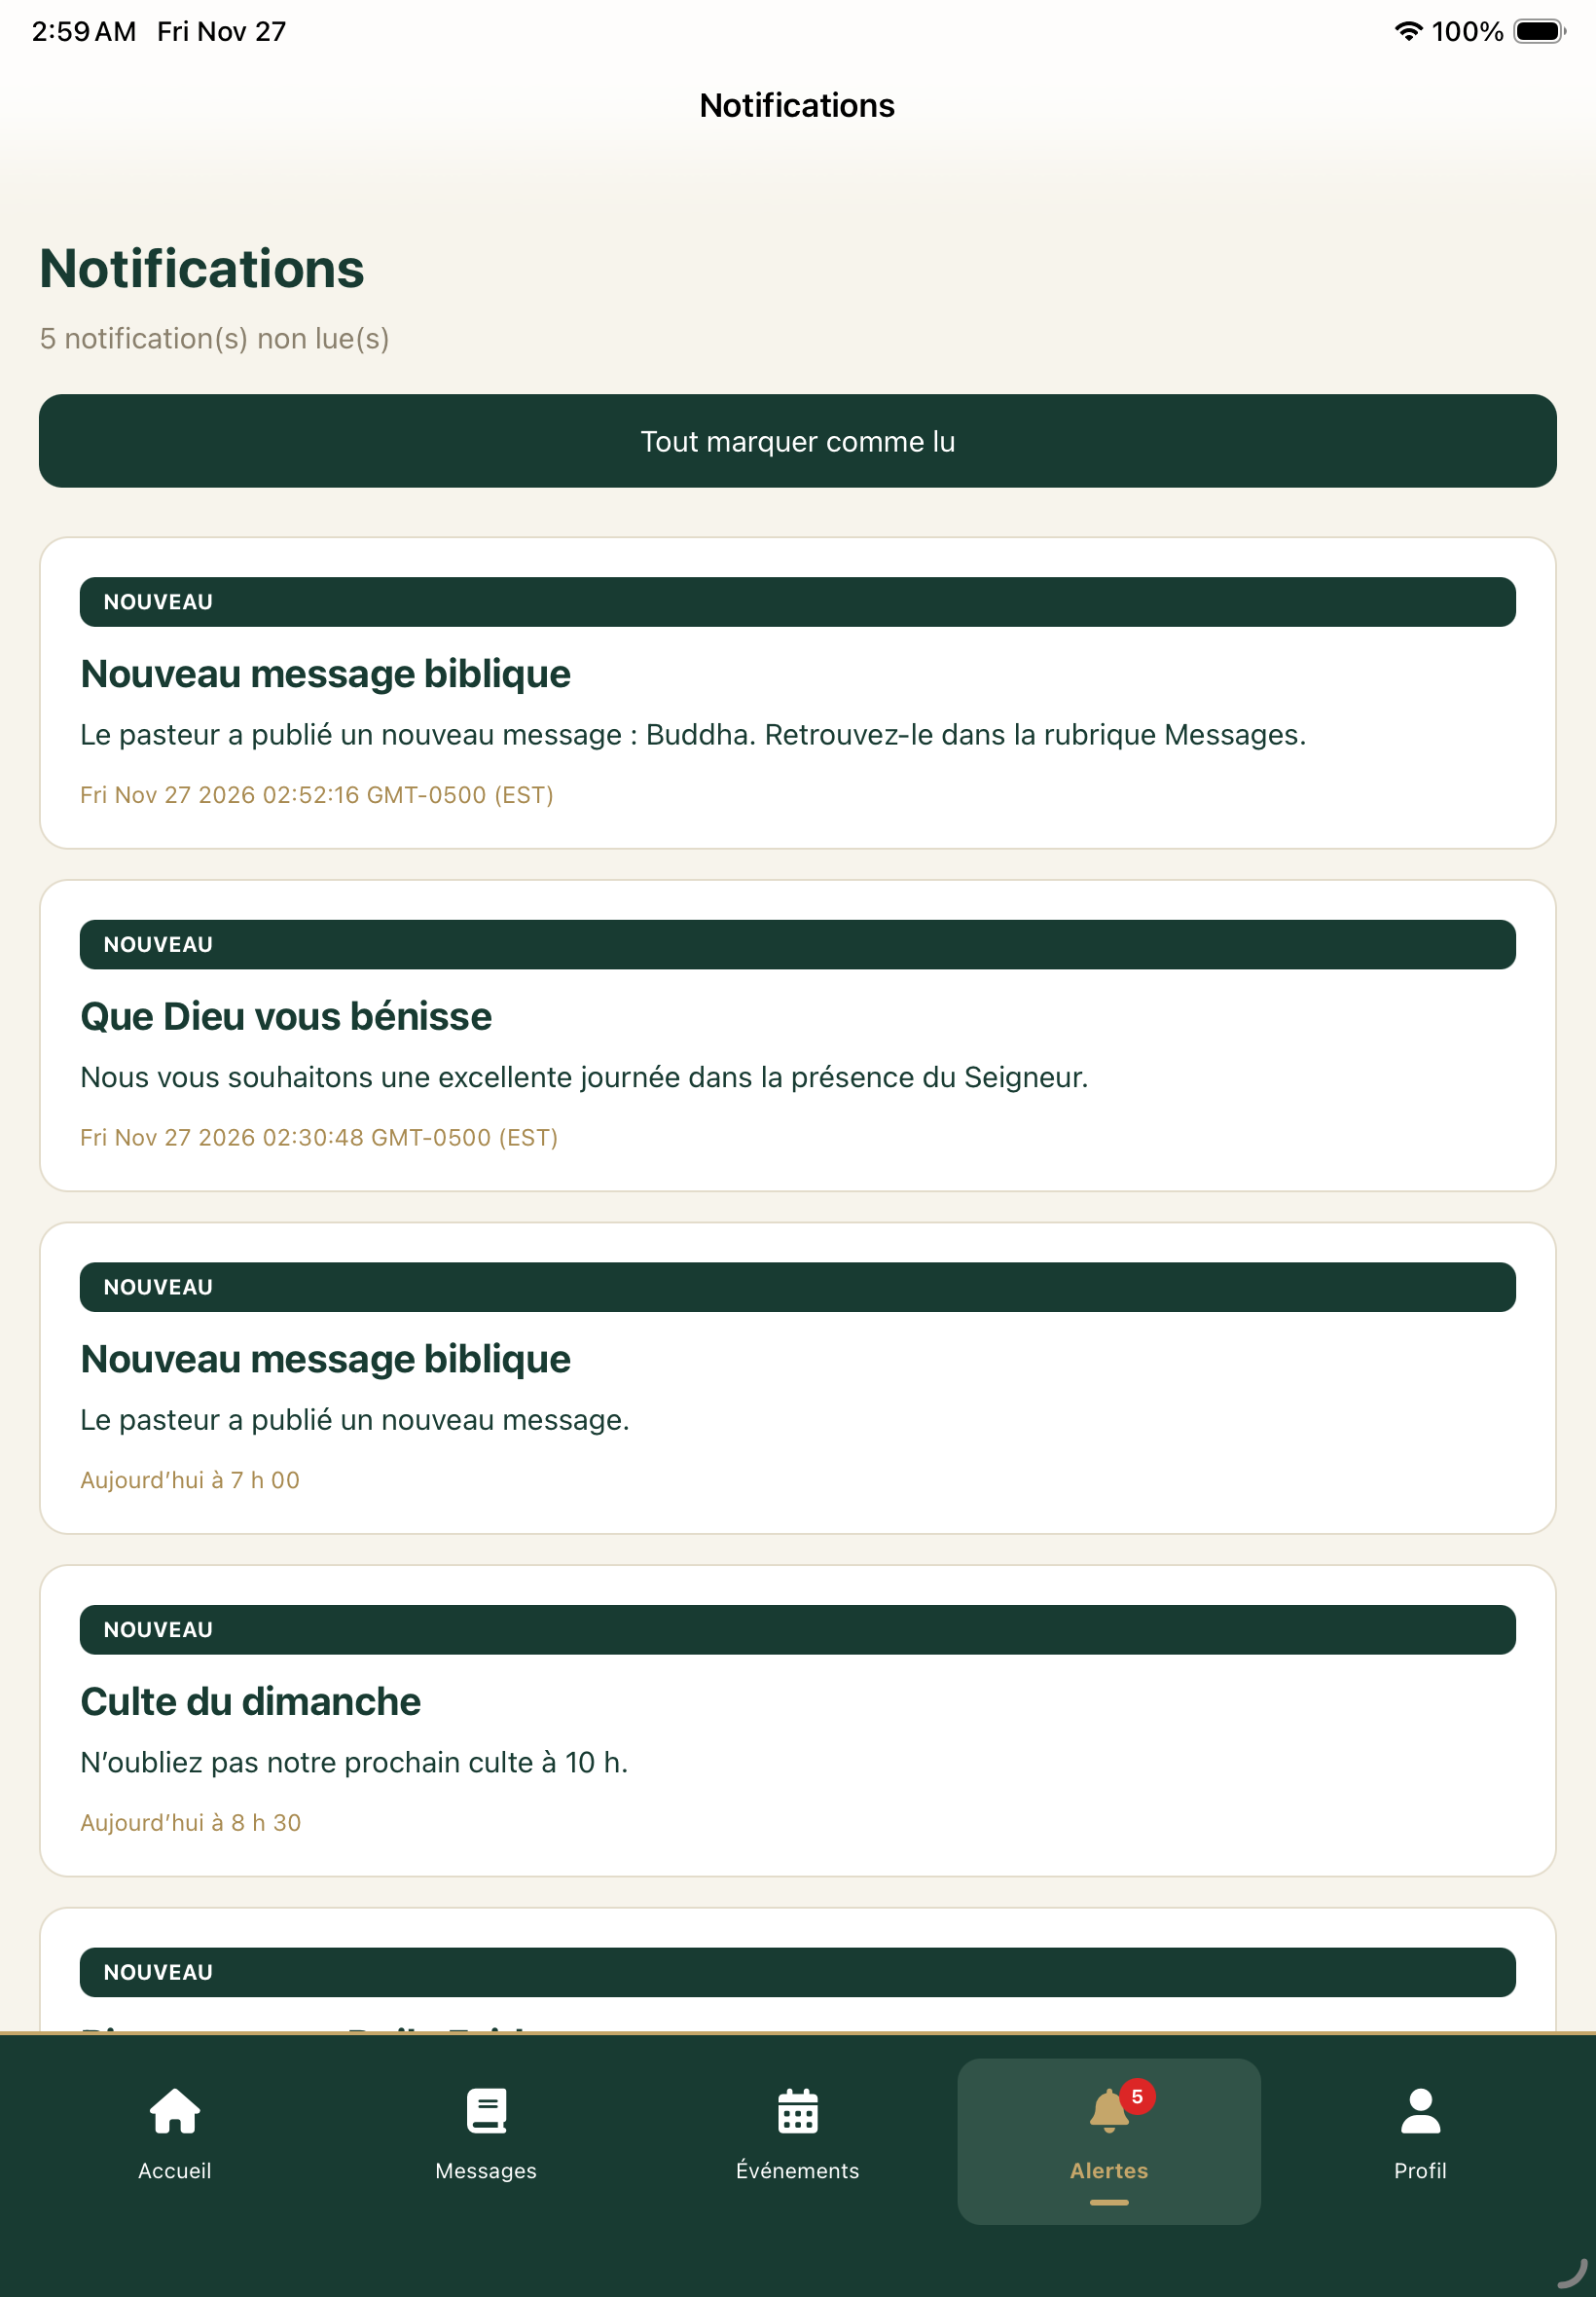 2:59 AM Fri Nov 27 100%
Notifications
Notifications
5 notification(s) non lue(s)
Tout marquer comme lu
NOUVEAU
Nouveau message biblique
Le pasteur a publié un nouveau message : Buddha. Retrouvez-le dans la rubrique Messages.
Fri Nov 27 2026 02:52:16 GMT-0500 (EST)
NOUVEAU
Que Dieu vous bénisse
Nous vous souhaitons une excellente journée dans la présence du Seigneur.
Fri Nov 27 2026 02:30:48 GMT-0500 (EST)
NOUVEAU
Nouveau message biblique
Le pasteur a publié un nouveau message.
Aujourd’hui à 7 h 00
NOUVEAU
Culte du dimanche
N’oubliez pas notre prochain culte à 10 h.
Aujourd’hui à 8 h 30
NOUVEAU
5
Accueil Messages Événements Alertes Profil